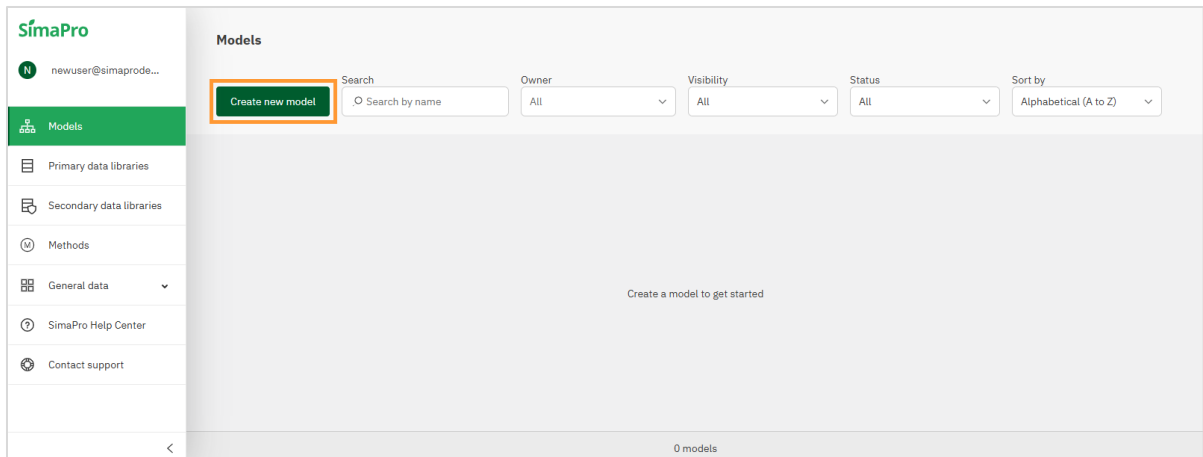 SimaPro
N newuser@simaprode...
Models
Primary data libraries
Secondary data libraries
M Methods
General data
? SimaPro Help Center
Contact support
Models
Create new model
Search
Search by name
Owner
All
Visibility
All
Status
All
Sort by
Alphabetical (A to Z)
Create a model to get started
0 models